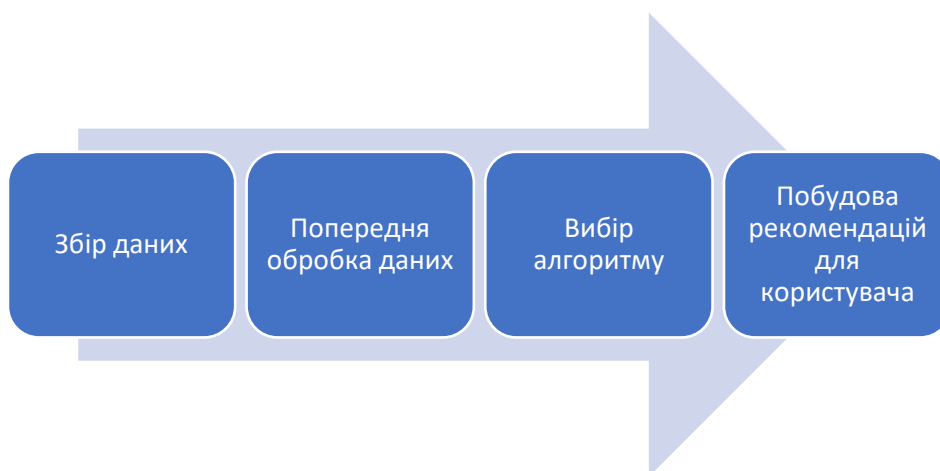 Збір даних
Попередня
обробка даних
Вибір
алгоритму
Побудова
рекомендацій
для
користувача